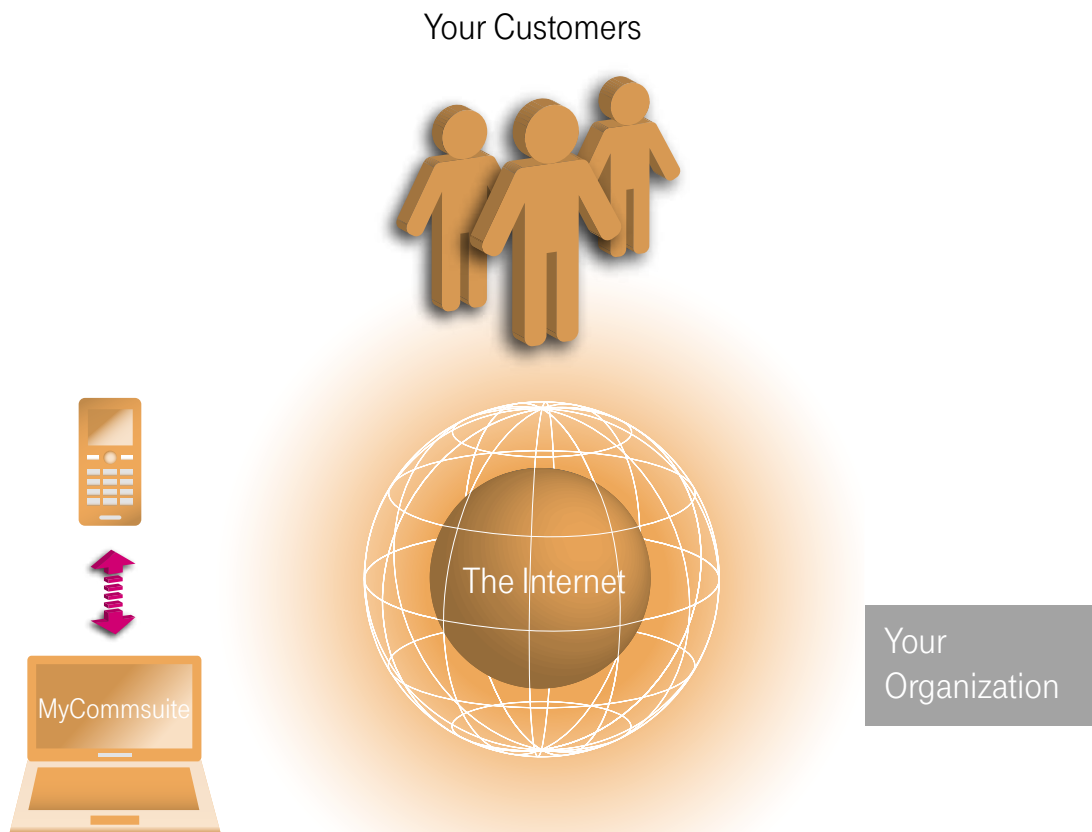 Your Customers
The Internet
Your
Organization
MyCommsuite